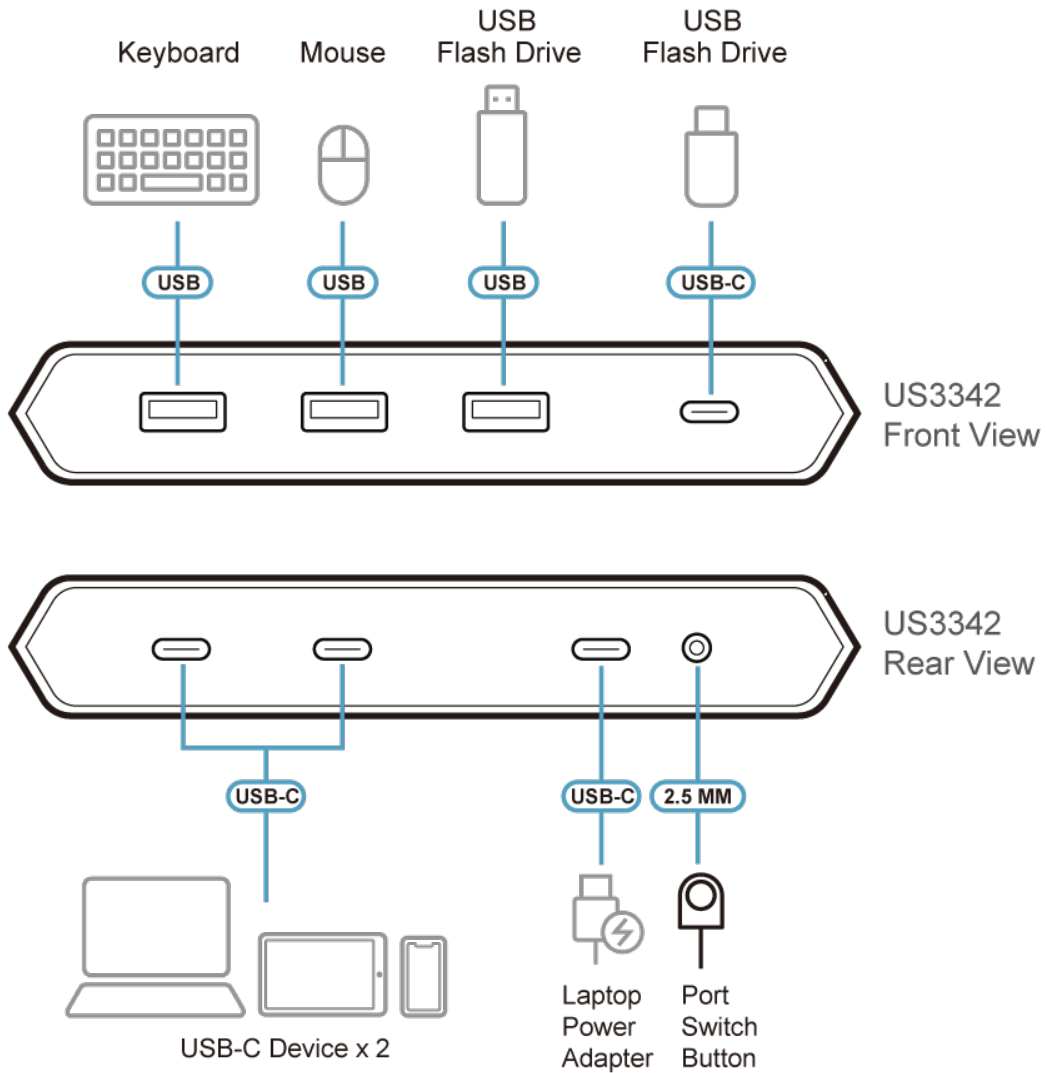 Keyboard
Mouse
USB
Flash Drive
USB
Flash Drive
USB
USB
USB
USB-C
US3342
Front View
US3342
Rear View
USB-C
USB-C
2.5 MM
USB-C Device x 2
Laptop
Power
Adapter
Port
Switch
Button